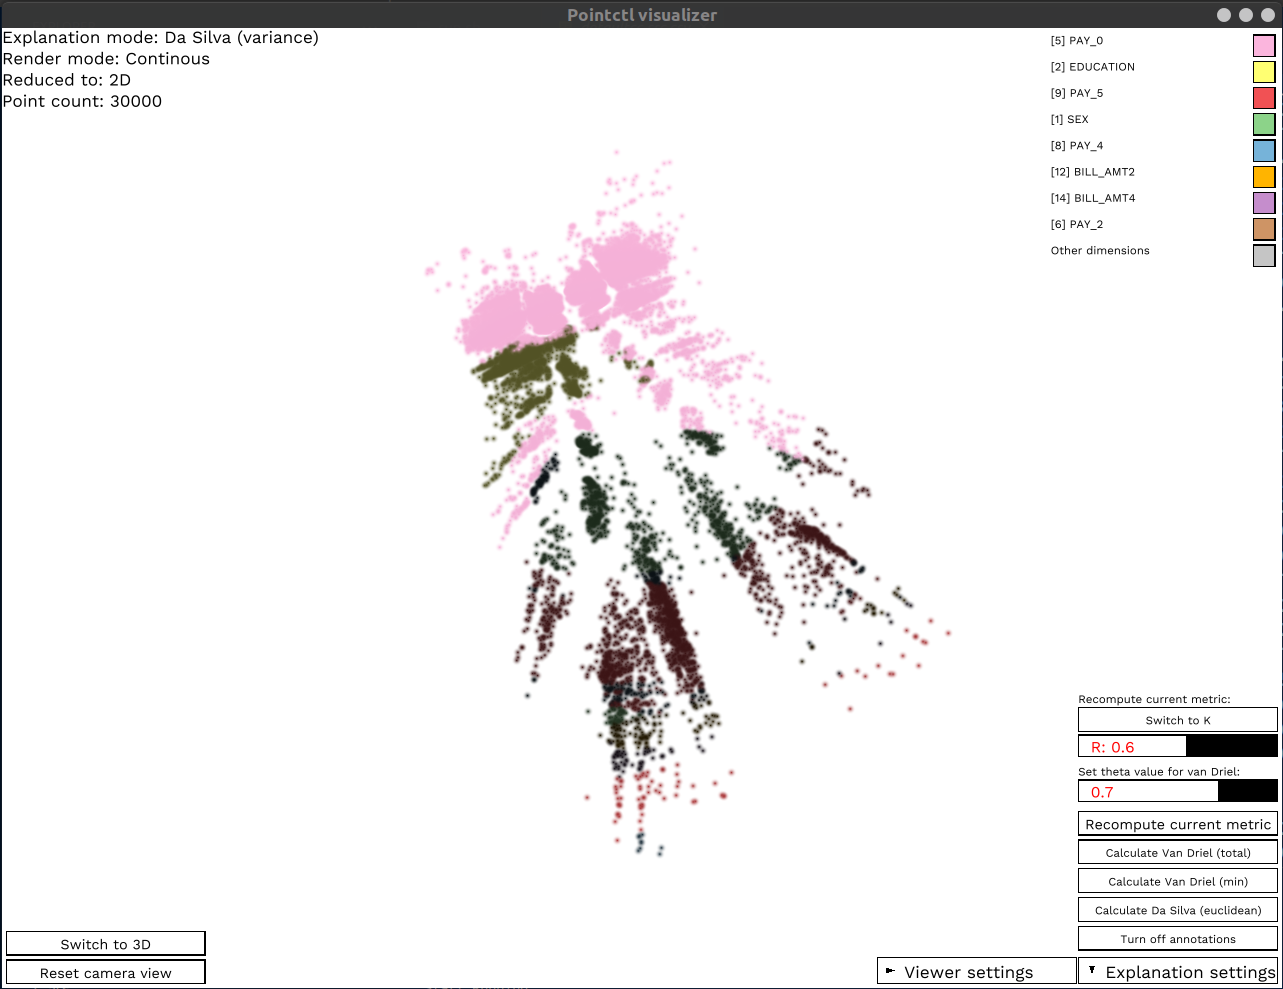 Pointctl visualizer
Explanation mode: Da Silva (variance)
Render mode: Continous
Reduced to: 2D
Point count: 30000
[5] PAY_0
[2] EDUCATION
[9] PAY_5
[1] SEX
[8] PAY_4
[12] BILL_AMT2
[14] BILL_AMT4
[6] PAY_2
Other dimensions
Recompute current metric:
Switch to K
R: 0.6
Set theta value for van Driel:
0.7
Recompute current metric
Calculate Van Driel (total)
Calculate Van Driel (min)
Calculate Da Silva (euclidean)
Turn off annotations
Switch to 3D
Reset camera view
Viewer settings
Explanation settings